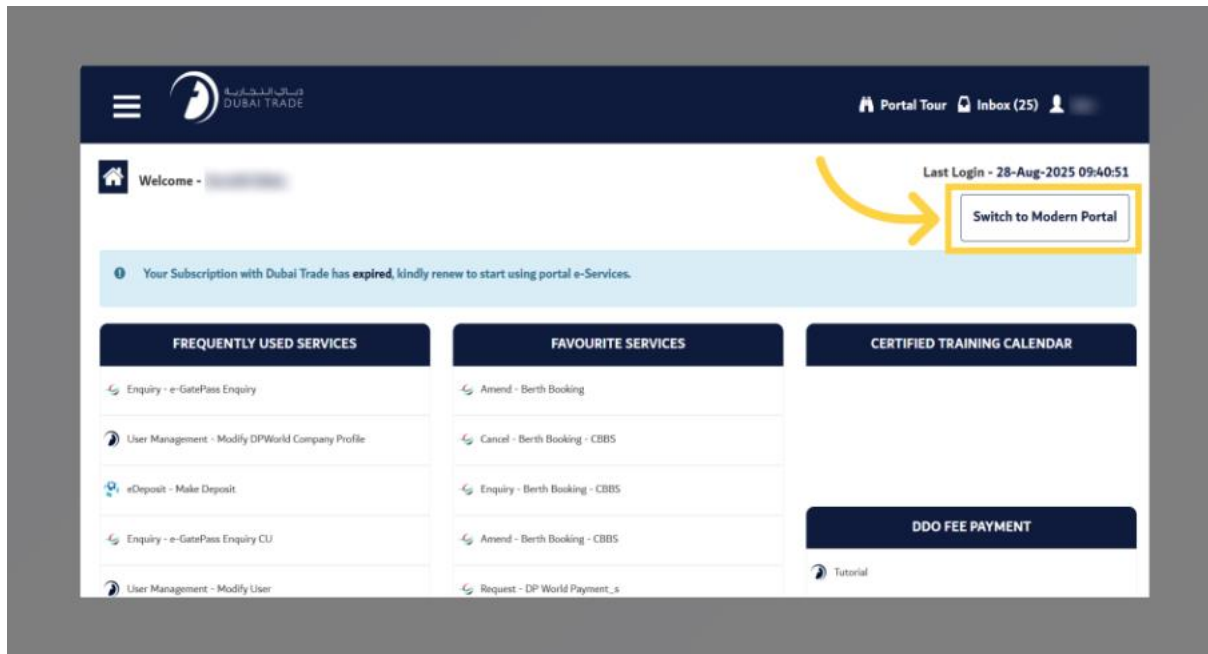 دبي التجارية
DUBAI TRADE
Portal Tour
Inbox (25)
Welcome -
Last Login - 28-Aug-2025 09:40:51
Switch to Modern Portal
Your Subscription with Dubai Trade has expired, kindly renew to start using portal e-Services.
FREQUENTLY USED SERVICES
Enquiry - e-GatePass Enquiry
User Management - Modify DPWorld Company Profile
eDeposit - Make Deposit
Enquiry - e-GatePass Enquiry CU
User Management - Modify User
FAVOURITE SERVICES
Amend - Berth Booking
Cancel - Berth Booking - CBBS
Enquiry - Berth Booking - CBBS
Amend - Berth Booking - CBBS
Request - DP World Payment_s
CERTIFIED TRAINING CALENDAR
DDO FEE PAYMENT
Tutorial